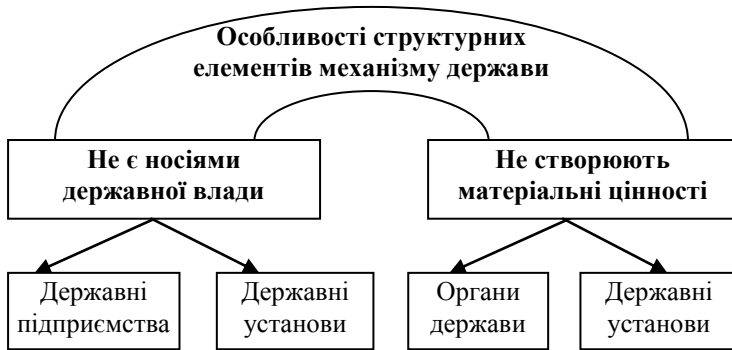 Особливості структурних
елементів механізму держави
Не є носіями
державної влади
Не створюють
матеріальні цінності
Державні
підприємства
Державні
установи
Органи
держави
Державні
установи